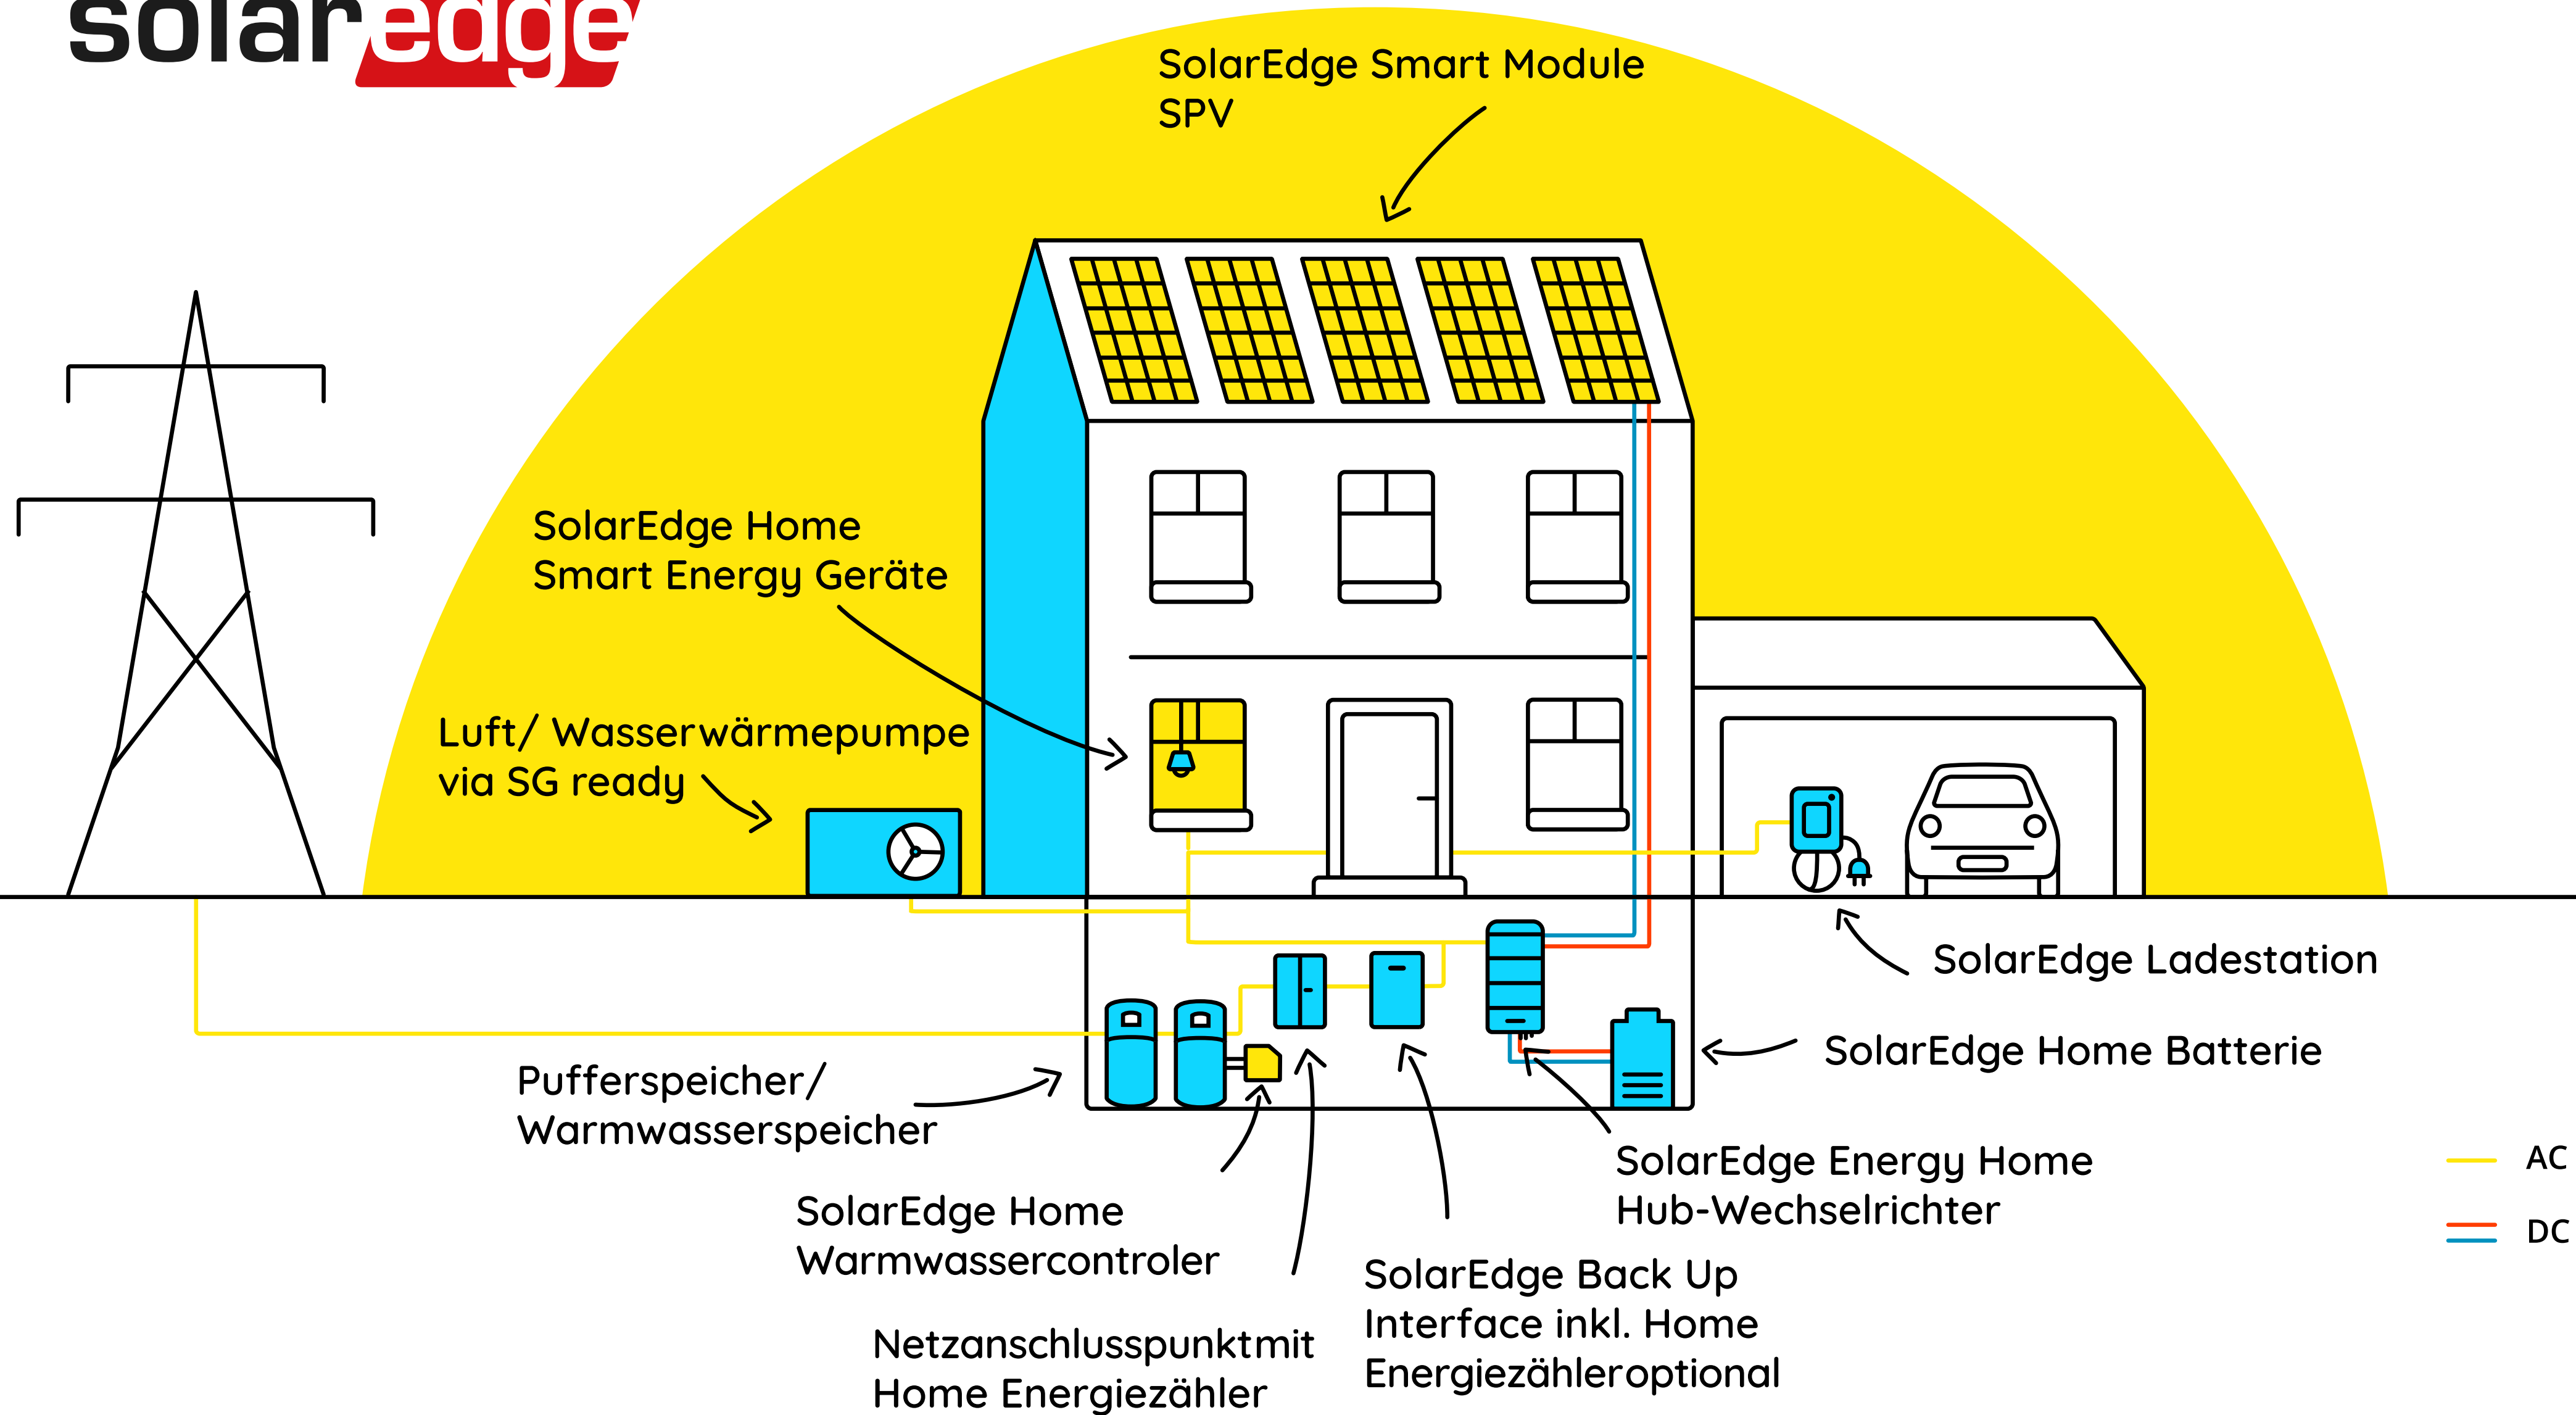 solaredge
SolarEdge Smart Module
SPV
SolarEdge Home
Smart Energy Geräte
Luft/ Wasserwärmepumpe
via SG ready
SolarEdge Ladestation
SolarEdge Home Batterie
Pufferspeicher/
Warmwasserspeicher
SolarEdge Energy Home
Hub-Wechselrichter
SolarEdge Home
Warmwassercontroler
SolarEdge Back Up
Interface inkl. Home
Energiezähleroptional
Netzanschlusspunktmit
Home Energiezähler
AC
DC